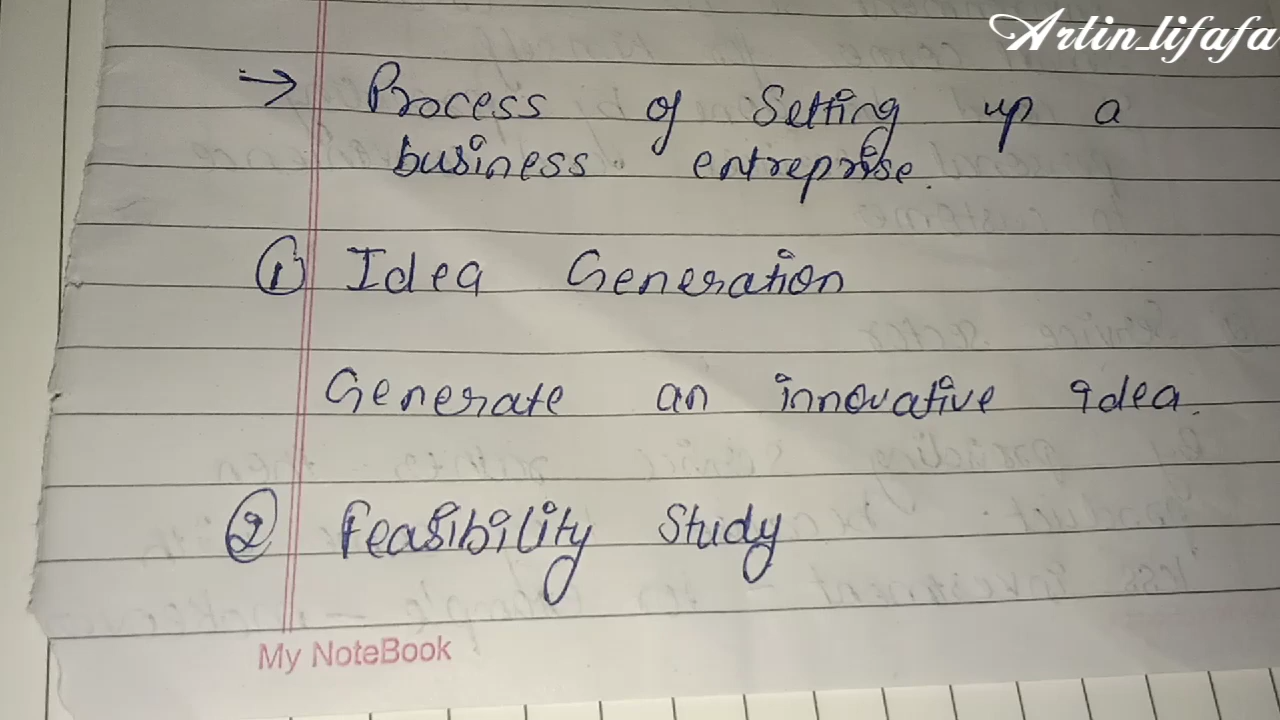 Artin_lifafa
→ Process of Setting up a
business entreprise.
① Idea Generation
Generate an innovative idea.
② Feasibility Study
My NoteBook